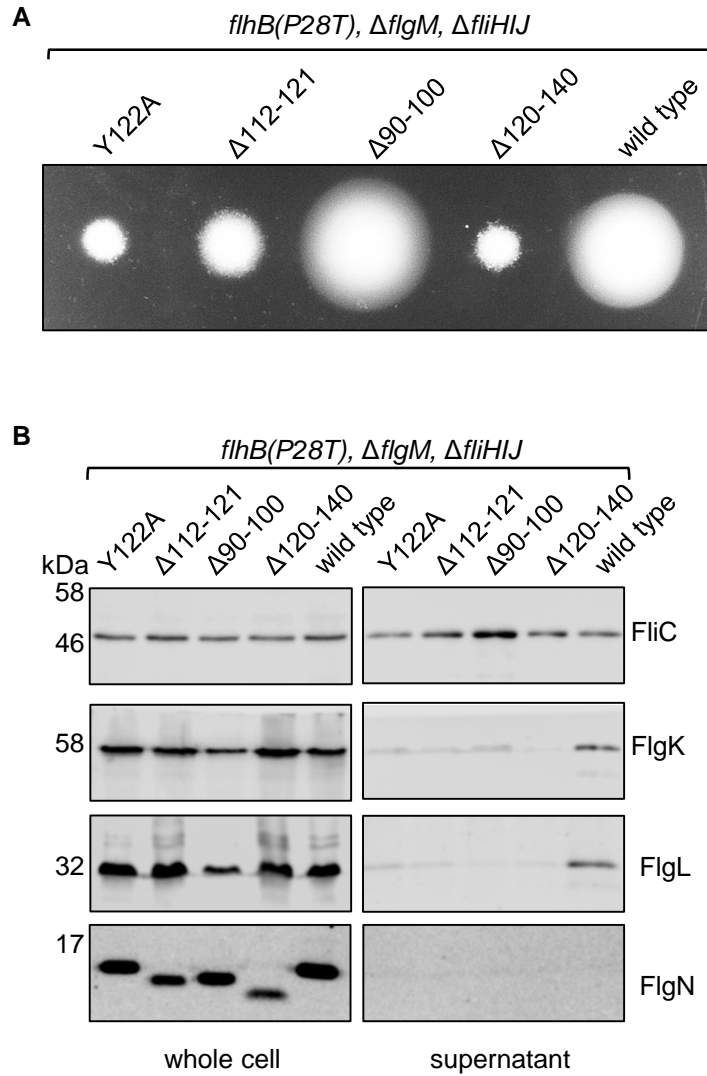 A
flhB(P28T), ΔflgM, ΔfliHIJ
Y122A Δ112-121 Δ90-100 Δ120-140 wild type
B
flhB(P28T), ΔflgM, ΔfliHIJ
kDa Y122A Δ112-121 Δ90-100 Δ120-140 wild type Y122A Δ112-121 Δ90-100 Δ120-140 wild type
58
46 FliC
58 FlgK
32 FlgL
17
FlgN
whole cell supernatant